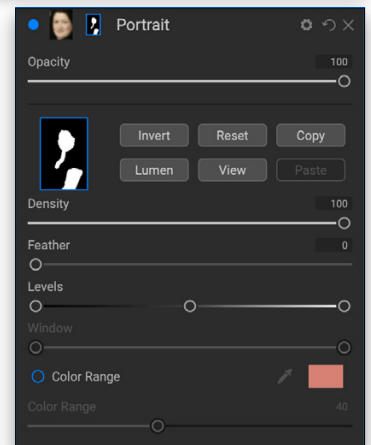 Portrait
Opacity 100
Invert Reset Copy
Lumen View Paste
Density 100
Feather 0
Levels
Window
Color Range
Color Range 40